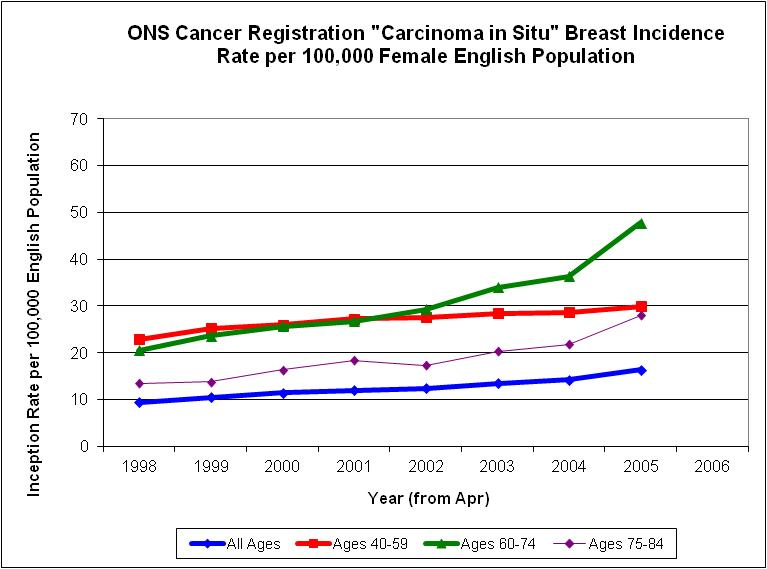 ONS Cancer Registration "Carcinoma in Situ" Breast Incidence
Rate per 100,000 Female English Population
Inception Rate per 100,000 English Population
70
60
50
40
30
20
10
0
1998 1999 2000 2001 2002 2003 2004 2005 2006
Year (from Apr)
All Ages Ages 40-59 Ages 60-74 Ages 75-84